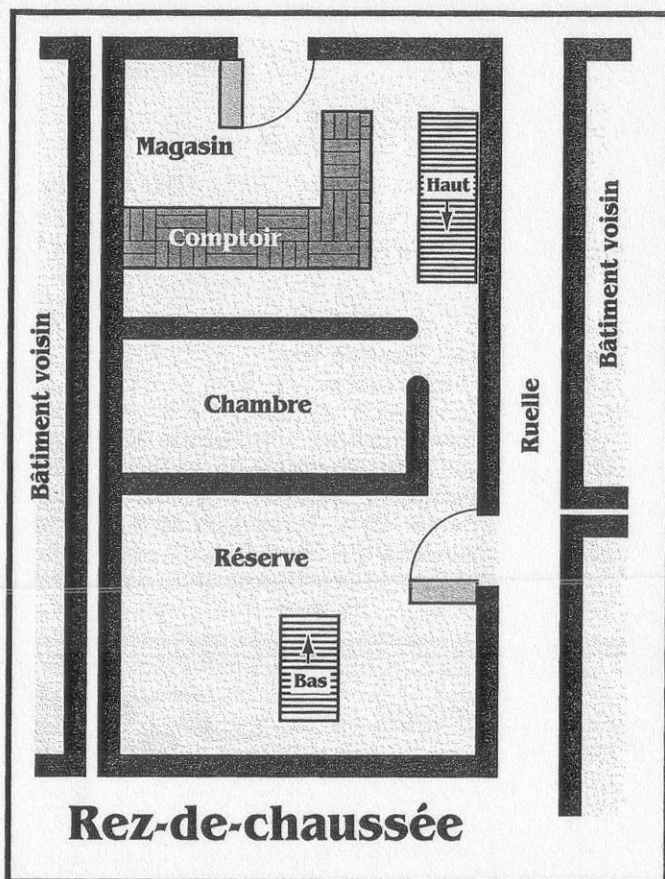 Magasin
Haut
Comptoir
Bâtiment voisin
Bâtiment voisin
Chambre
Ruelle
Réserve
Bas
Rez-de-chaussée